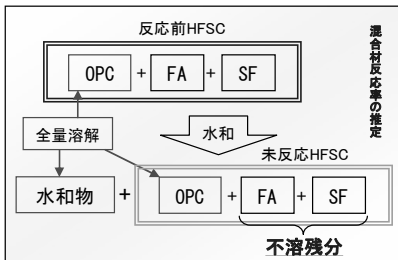 反応前HFSC
OPC + FA + SF
混合材反応率の推定
全量溶解
水和
未反応HFSC
水和物 + OPC + FA + SF
不溶残分